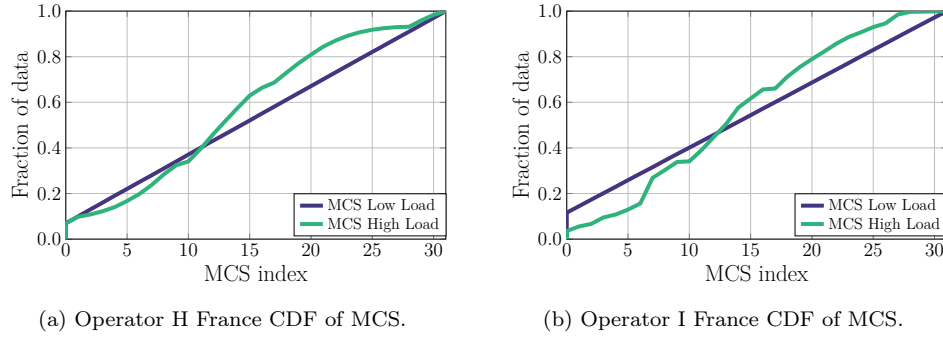 1.0
0.8
0.6
0.4
0.2
0.0
Fraction of data
0 5 10 15 20 25 30
MCS index
MCS Low Load
MCS High Load
(a) Operator H France CDF of MCS.
1.0
0.8
0.6
0.4
0.2
0.0
Fraction of data
0 5 10 15 20 25 30
MCS index
MCS Low Load
MCS High Load
(b) Operator I France CDF of MCS.